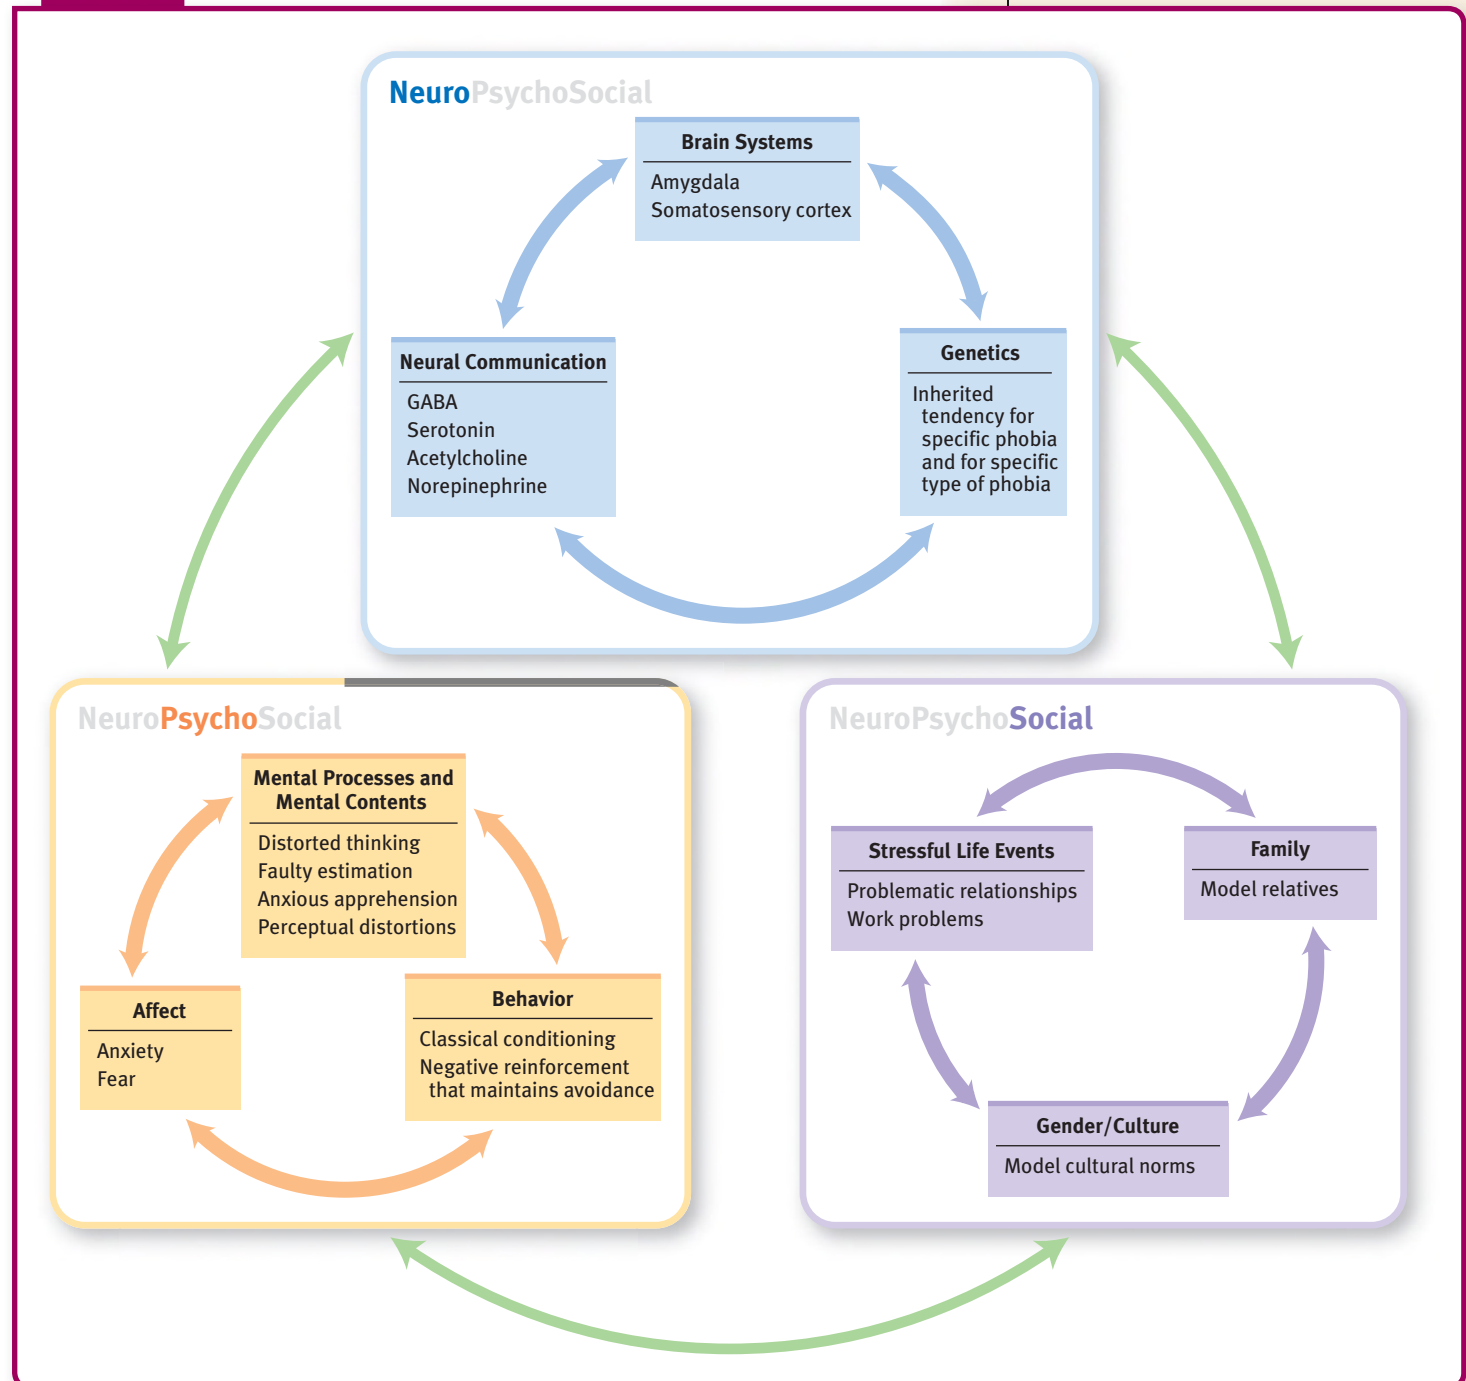 NeuroPsychoSocial
Brain Systems
Amygdala
Somatosensory cortex
Neural Communication
GABA
Serotonin
Acetylcholine
Norepinephrine
Genetics
Inherited
tendency for
specific phobia
and for specific
type of phobia
NeuroPsychoSocial
Mental Processes and
Mental Contents
Distorted thinking
Faulty estimation
Anxious apprehension
Perceptual distortions
Affect
Anxiety
Fear
Behavior
Classical conditioning
Negative reinforcement
that maintains avoidance
NeuroPsychoSocial
Stressful Life Events
Problematic relationships
Work problems
Family
Model relatives
Gender/Culture
Model cultural norms